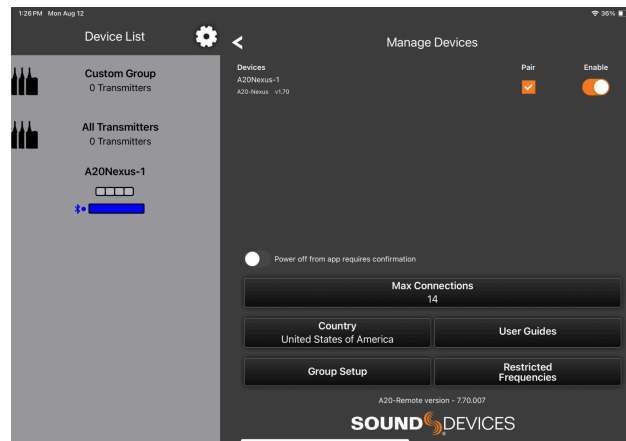 1:26 PM Mon Aug 12
36%
Device List
Custom Group
0 Transmitters
All Transmitters
0 Transmitters
A20Nexus-1
Manage Devices
Devices
Pair
Enable
A20Nexus-1
A20-Nexus v1.70
Power off from app requires confirmation
Max Connections
14
Country
United States of America
User Guides
Group Setup
Restricted
Frequencies
A20-Remote version - 7.70.007
SOUND DEVICES